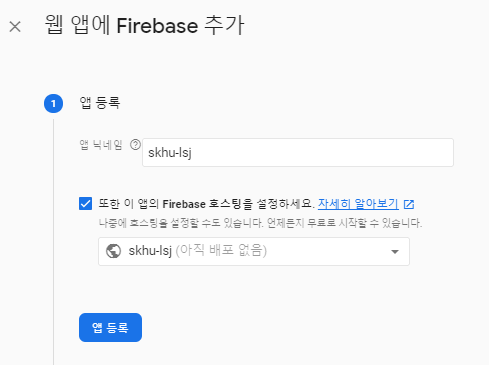 웹 앱에 Firebase 추가
1 앱 등록
앱 닉네임
skhu-lsj
또한 이 앱의 Firebase 호스팅을 설정하세요. 자세히 알아보기
나중에 호스팅을 설정할 수도 있습니다. 언제든지 무료로 시작할 수 있습니다.
skhu-lsj (아직 배포 없음)
앱 등록